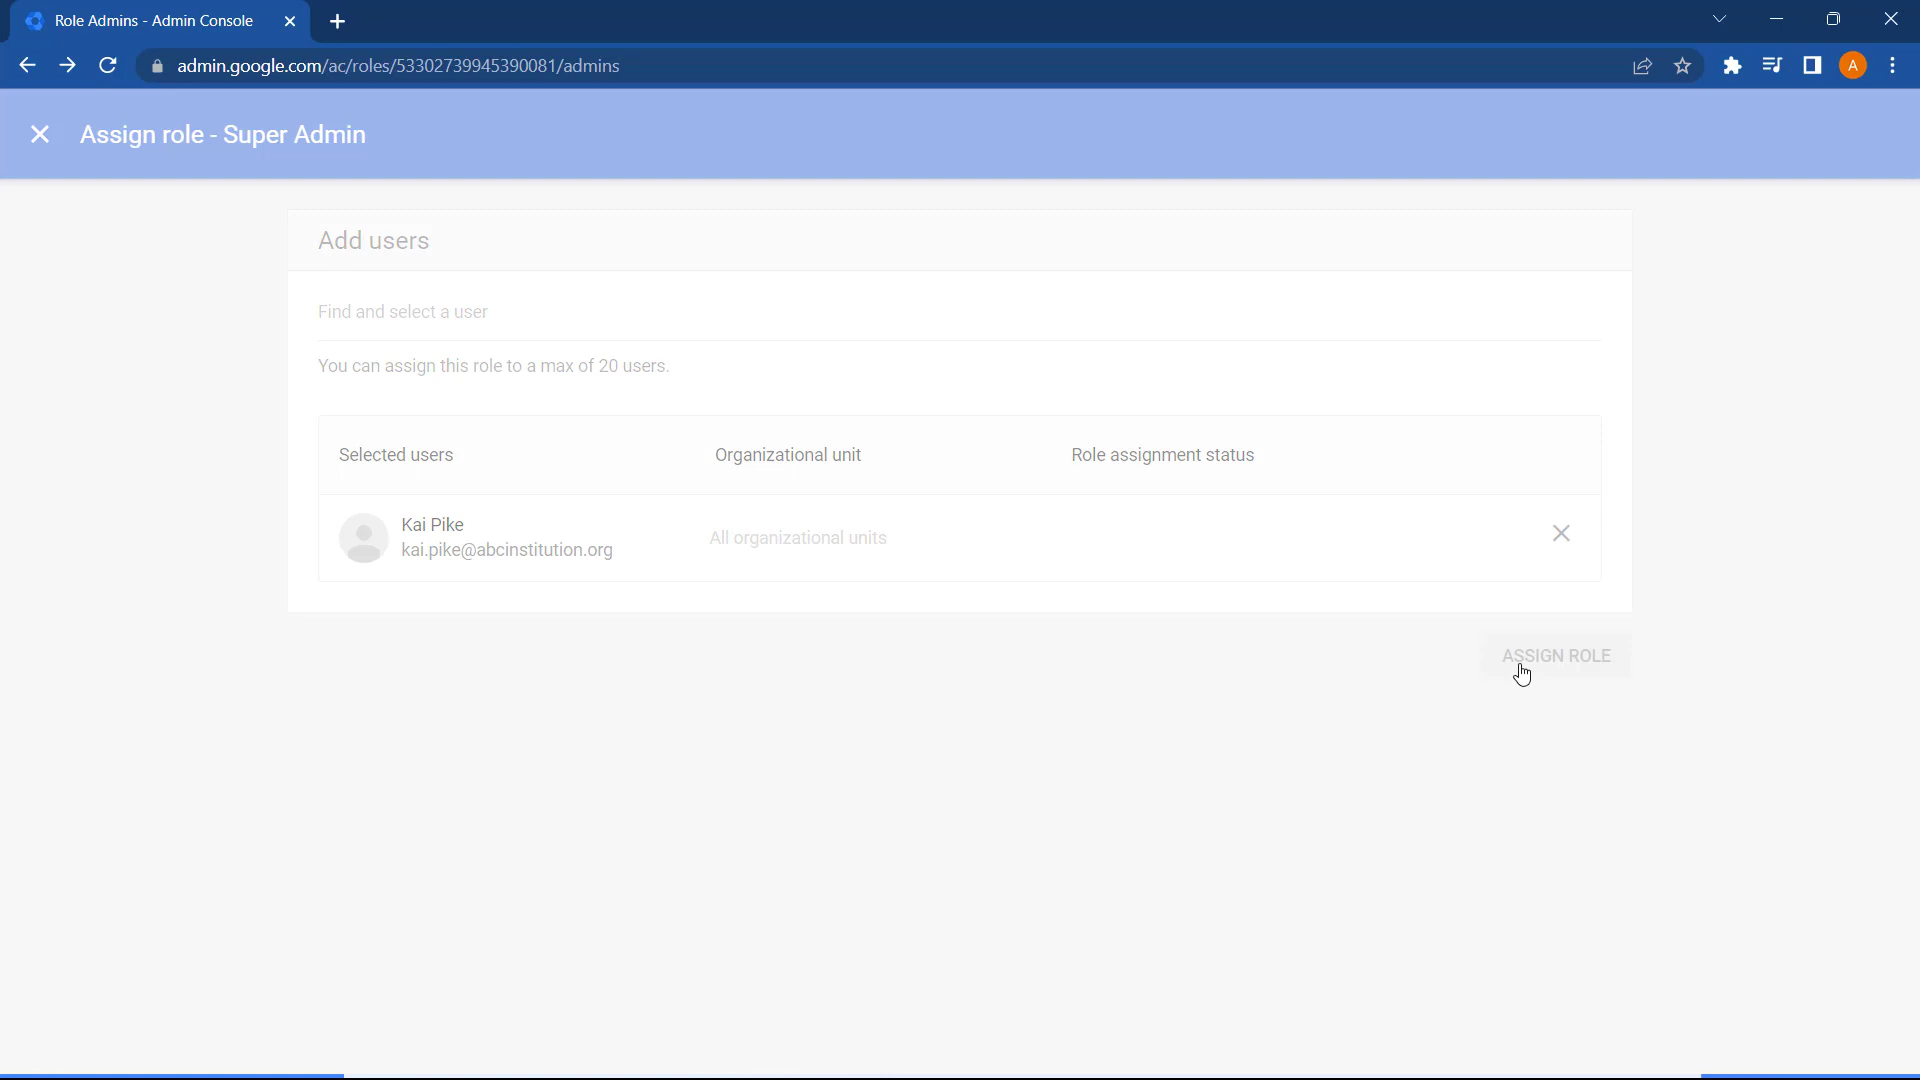 Role Admins - Admin Console
admin.google.com/ac/roles/53302739945390081/admins
A
Assign role - Super Admin
Add users
Find and select a user
You can assign this role to a max of 20 users.
Selected users
Organizational unit
Role assignment status
Kai Pike
kai.pike@abcinstitution.org
All organizational units
ASSIGN ROLE